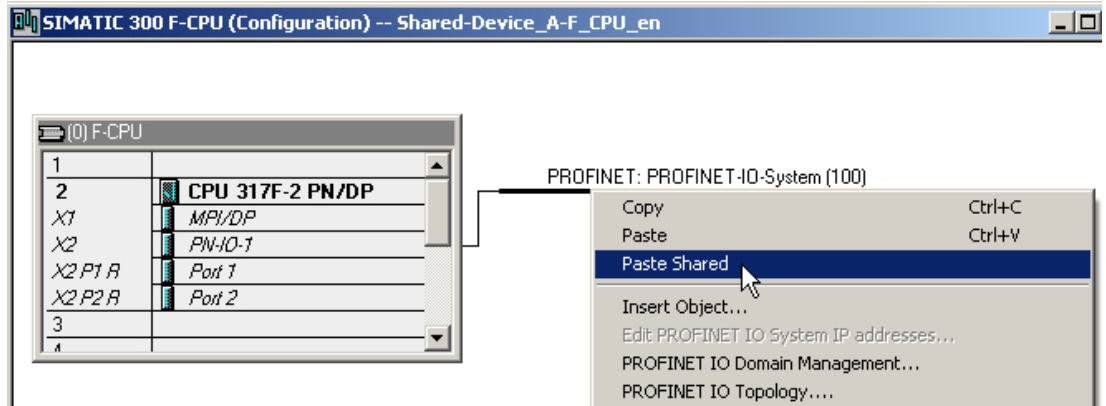 SIMATIC 300 F-CPU (Configuration) -- Shared-Device_A-F_CPU_en
(0) F-CPU
1
2 CPU 317F-2 PN/DP
X1 MPI/DP
X2 PN-IO-1
X2 P1 R Port 1
X2 P2 R Port 2
3
4
PROFINET: PROFINET-IO-System (100)
Copy Ctrl+C
Paste Ctrl+V
Paste Shared
Insert Object...
Edit PROFINET IO System IP addresses...
PROFINET IO Domain Management...
PROFINET IO Topology....